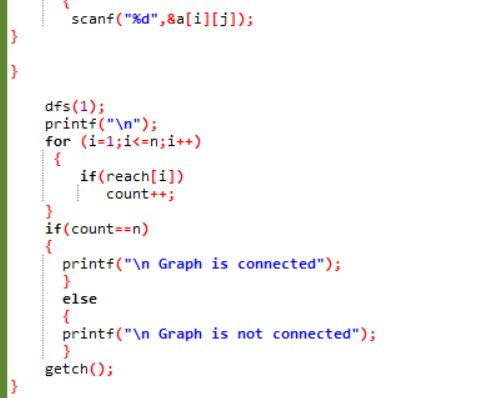 {
scanf("%d",&a[i][j]);
}
}
dfs(1);
printf("\n");
for (i=1;i<=n;i++)
{
if(reach[i])
count++;
}
if(count==n)
{
printf("\n Graph is connected");
}
else
{
printf("\n Graph is not connected");
}
getch();
}